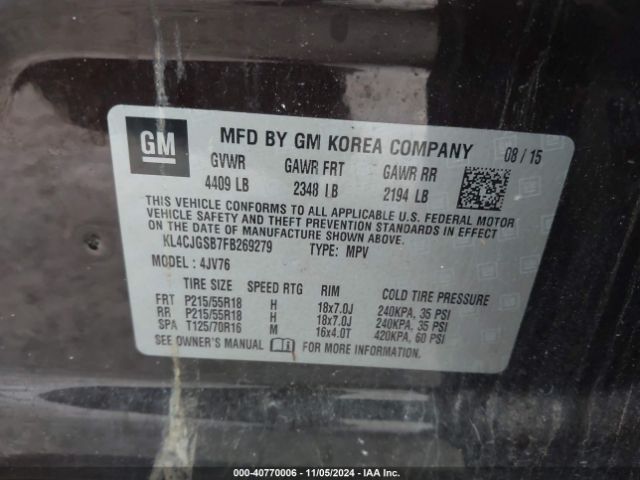 GM
MFD BY GM KOREA COMPANY 08 / 15
GVWR GAWR FRT GAWR RR
4409 LB 2348 LB 2194 LB
THIS VEHICLE CONFORMS TO ALL APPLICABLE U.S. FEDERAL MOTOR
VEHICLE SAFETY AND THEFT PREVENTION STANDARDS IN EFFECT
ON THE DATE OF MANUFACTURE SHOWN ABOVE.
KL4CJGSB7FB269279 TYPE: MPV
MODEL : 4JV76
TIRE SIZE SPEED RTG RIM COLD TIRE PRESSURE
FRT P215/55R18 H 18x7.0J 240KPA, 35 PSI
RR P215/55R18 H 18x7.0J 240KPA, 35 PSI
SPA T125/70R16 M 16x4.0T 420KPA, 60 PSI
SEE OWNER'S MANUAL FOR MORE INFORMATION.
000-40770006 - 11/05/2024 - IAA Inc.